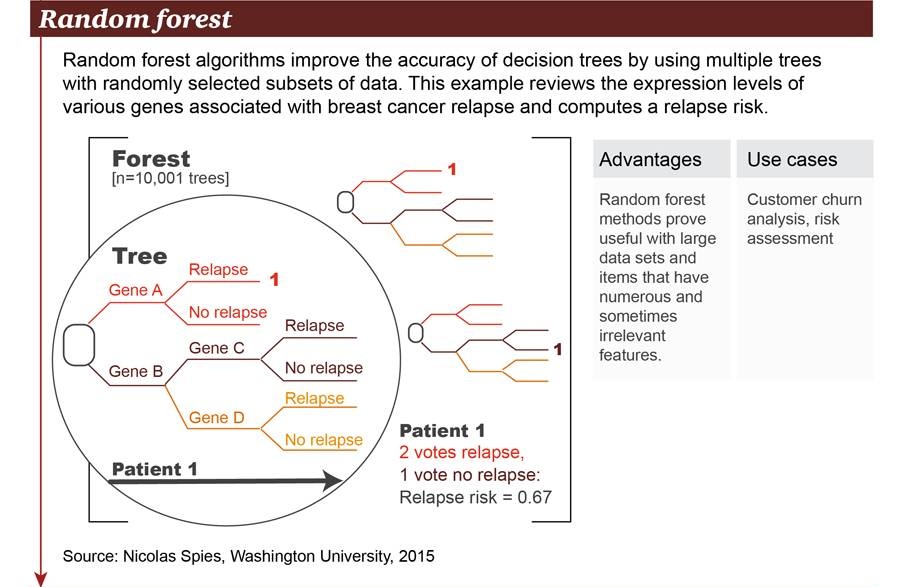 Random forest
Random forest algorithms improve the accuracy of decision trees by using multiple trees
with randomly selected subsets of data. This example reviews the expression levels of
various genes associated with breast cancer relapse and computes a relapse risk.
Forest
[n=10,001 trees]
1
Tree
Relapse
Gene A
1
No relapse
Relapse
Gene C
Gene B
No relapse
Relapse
Gene D
No relapse
Patient 1
1
Patient 1
2 votes relapse,
1 vote no relapse:
Relapse risk = 0.67
Advantages
Random forest
methods prove
useful with large
data sets and
items that have
numerous and
sometimes
irrelevant
features.
Use cases
Customer churn
analysis, risk
assessment
Source: Nicolas Spies, Washington University, 2015